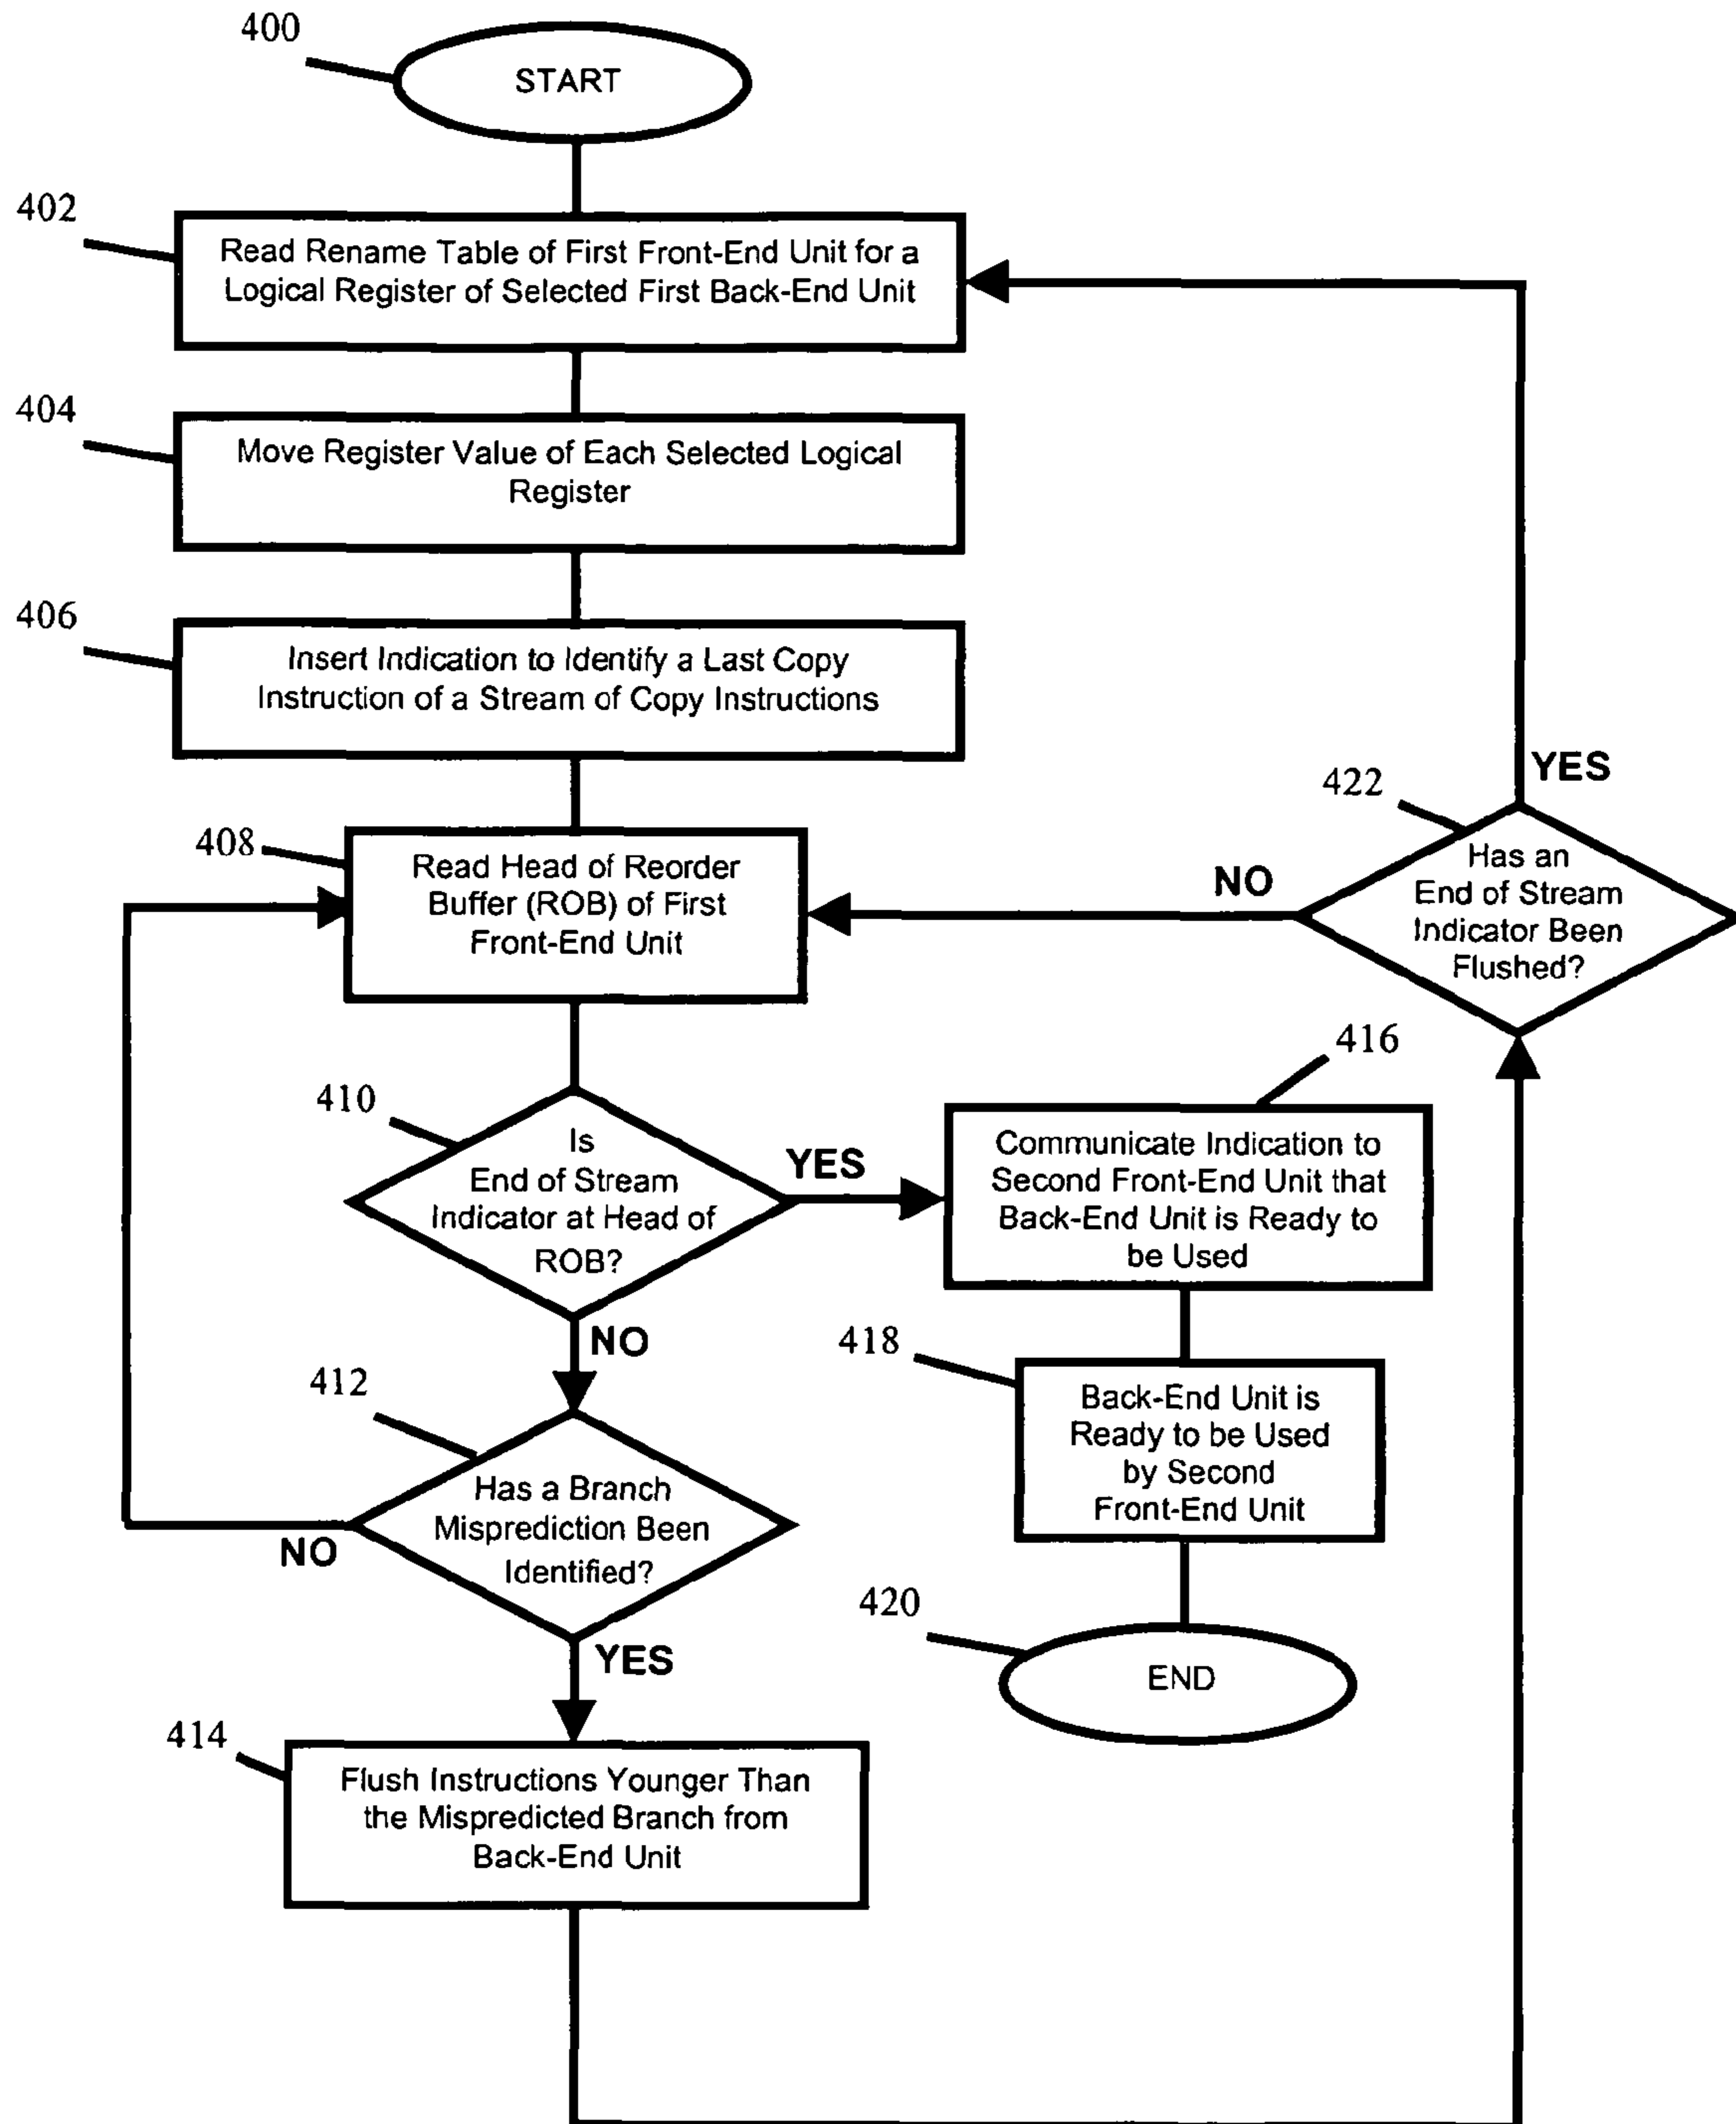 400
START
402
Read Rename Table of First Front-End Unit for a
Logical Register of Selected First Back-End Unit
404
Move Register Value of Each Selected Logical
Register
406
Insert Indication to Identify a Last Copy
Instruction of a Stream of Copy Instructions
408
Read Head of Reorder
Buffer (ROB) of First
Front-End Unit
422
YES
Has an
End of Stream
Indicator Been
Flushed?
NO
410
Is
End of Stream
Indicator at Head of
ROB?
YES
NO
416
Communicate Indication to
Second Front-End Unit that
Back-End Unit is Ready to
be Used
418
Back-End Unit is
Ready to be Used
by Second
Front-End Unit
420
END
412
Has a Branch
Misprediction Been
Identified?
NO
YES
414
Flush Instructions Younger Than
the Mispredicted Branch from
Back-End Unit